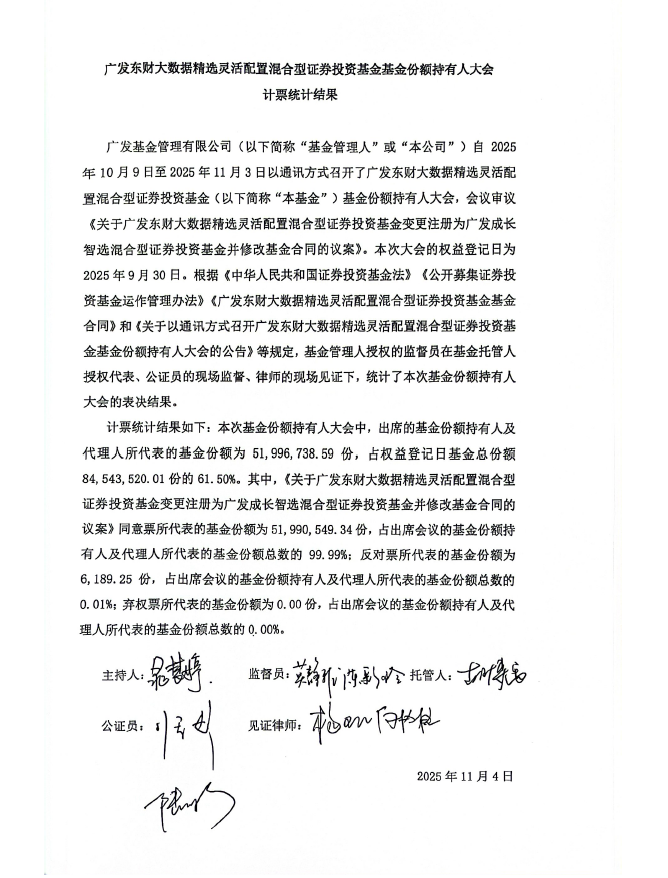 广发东财大数据精选灵活配置混合型证券投资基金基金份额持有人大会
计票统计结果
广发基金管理有限公司（以下简称“基金管理人”或“本公司”）自 2025
年 10 月 9 日至 2025 年 11 月 3 日以通讯方式召开了广发东财大数据精选灵活配
置混合型证券投资基金（以下简称“本基金”）基金份额持有人大会，会议审议
《关于广发东财大数据精选灵活配置混合型证券投资基金变更注册为广发成长
智选混合型证券投资基金并修改基金合同的议案》。本次大会的权益登记日为
2025 年 9 月 30 日。根据《中华人民共和国证券投资基金法》《公开募集证券投
资基金运作管理办法》《广发东财大数据精选灵活配置混合型证券投资基金基金
合同》和《关于以通讯方式召开广发东财大数据精选灵活配置混合型证券投资基
金基金份额持有人大会的公告》等规定，基金管理人授权的监督员在基金托管人
授权代表、公证员的现场监督、律师的现场见证下，统计了本次基金份额持有人
大会的表决结果。
计票统计结果如下：本次基金份额持有人大会中，出席的基金份额持有人及
代理人所代表的基金份额为 51,996,738.59 份，占权益登记日基金总份额
84,543,520.01 份的 61.50%。其中，《关于广发东财大数据精选灵活配置混合型
证券投资基金变更注册为广发成长智选混合型证券投资基金并修改基金合同的
议案》同意票所代表的基金份额为 51,990,549.34 份，占出席会议的基金份额持
有人及代理人所代表的基金份额总数的 99.99%；反对票所代表的基金份额为
6,189.25 份，占出席会议的基金份额持有人及代理人所代表的基金份额总数的
0.01%；弃权票所代表的基金份额为 0.00 份，占出席会议的基金份额持有人及代
理人所代表的基金份额总数的 0.00%。
主持人： 监督员： 托管人：
公证员： 见证律师：
2025 年 11 月 4 日